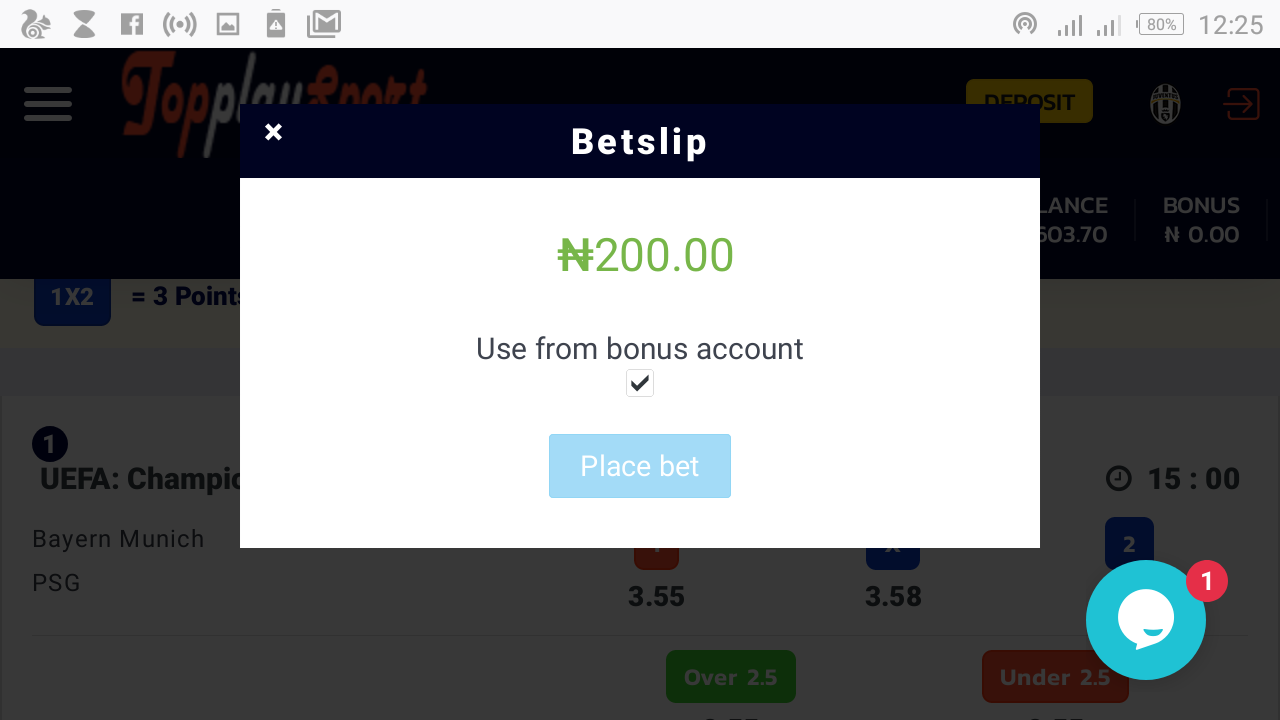 80% 12:25
TopplaySport
DEPOSIT
Betslip
LANCE BONUS
603.70 ₦ 0.00
₦200.00
1X2 = 3 Points
Use from bonus account
Place bet
1
UEFA: Champio
15 : 00
Bayern Munich
1 X 2
PSG
3.55 3.58
1
Over 2.5 Under 2.5